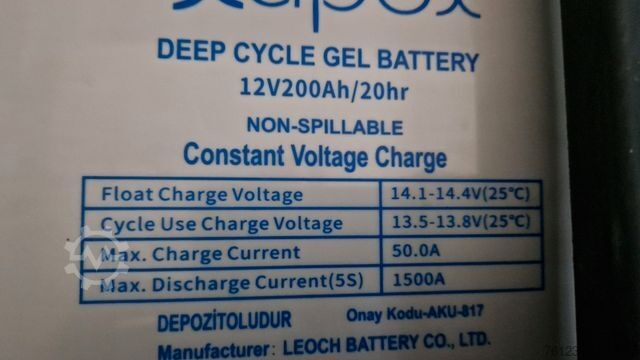 DEEP CYCLE GEL BATTERY
12V200Ah/20hr
NON-SPILLABLE
Constant Voltage Charge
Float Charge Voltage 14.1-14.4V(25℃)
Cycle Use Charge Voltage 13.5-13.8V(25℃)
Max. Charge Current 50.0A
Max. Discharge Current(5S) 1500A
DEPOZİTOLUDUR Onay Kodu-AKU-817
Manufacturer: LEOCH BATTERY CO., LTD.